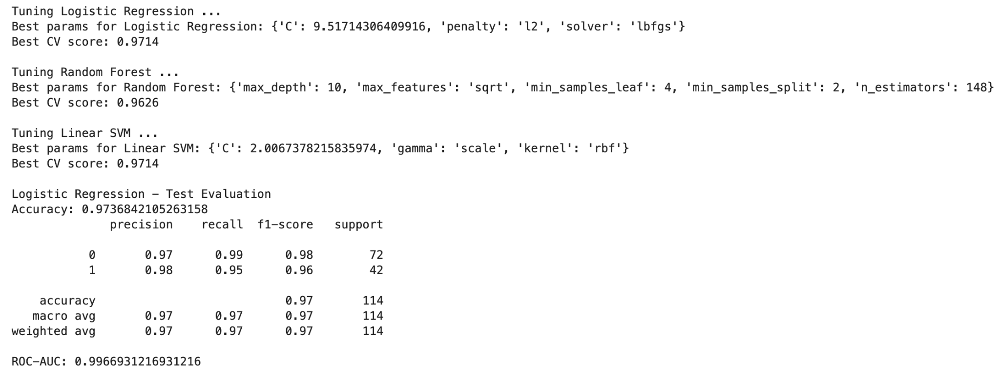 Tuning Logistic Regression ...
Best params for Logistic Regression: {'C': 9.51714306409916, 'penalty': 'l2', 'solver': 'lbfgs'}
Best CV score: 0.9714
Tuning Random Forest ...
Best params for Random Forest: {'max_depth': 10, 'max_features': 'sqrt', 'min_samples_leaf': 4, 'min_samples_split': 2, 'n_estimators': 148}
Best CV score: 0.9626
Tuning Linear SVM ...
Best params for Linear SVM: {'C': 2.0067378215835974, 'gamma': 'scale', 'kernel': 'rbf'}
Best CV score: 0.9714
Logistic Regression - Test Evaluation
Accuracy: 0.9736842105263158
precision recall f1-score support
0 0.97 0.99 0.98 72
1 0.98 0.95 0.96 42
accuracy 0.97 114
macro avg 0.97 0.97 0.97 114
weighted avg 0.97 0.97 0.97 114
ROC-AUC: 0.9966931216931216